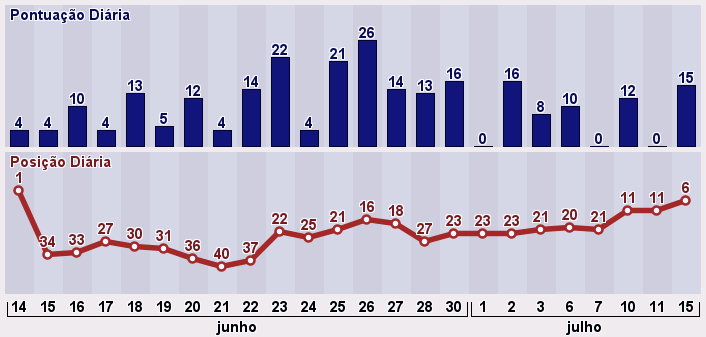 Pontuação Diária
4 4 10 4 13 5 12 4 14 22 4 21 26 14 13 16 0 16 8 10 0 12 0 15
Posição Diária
1 34 33 27 30 31 36 40 37 22 25 21 16 18 27 23 23 23 21 20 21 11 11 6
14 15 16 17 18 19 20 21 22 23 24 25 26 27 28 30 1 2 3 6 7 10 11 15
junho julho